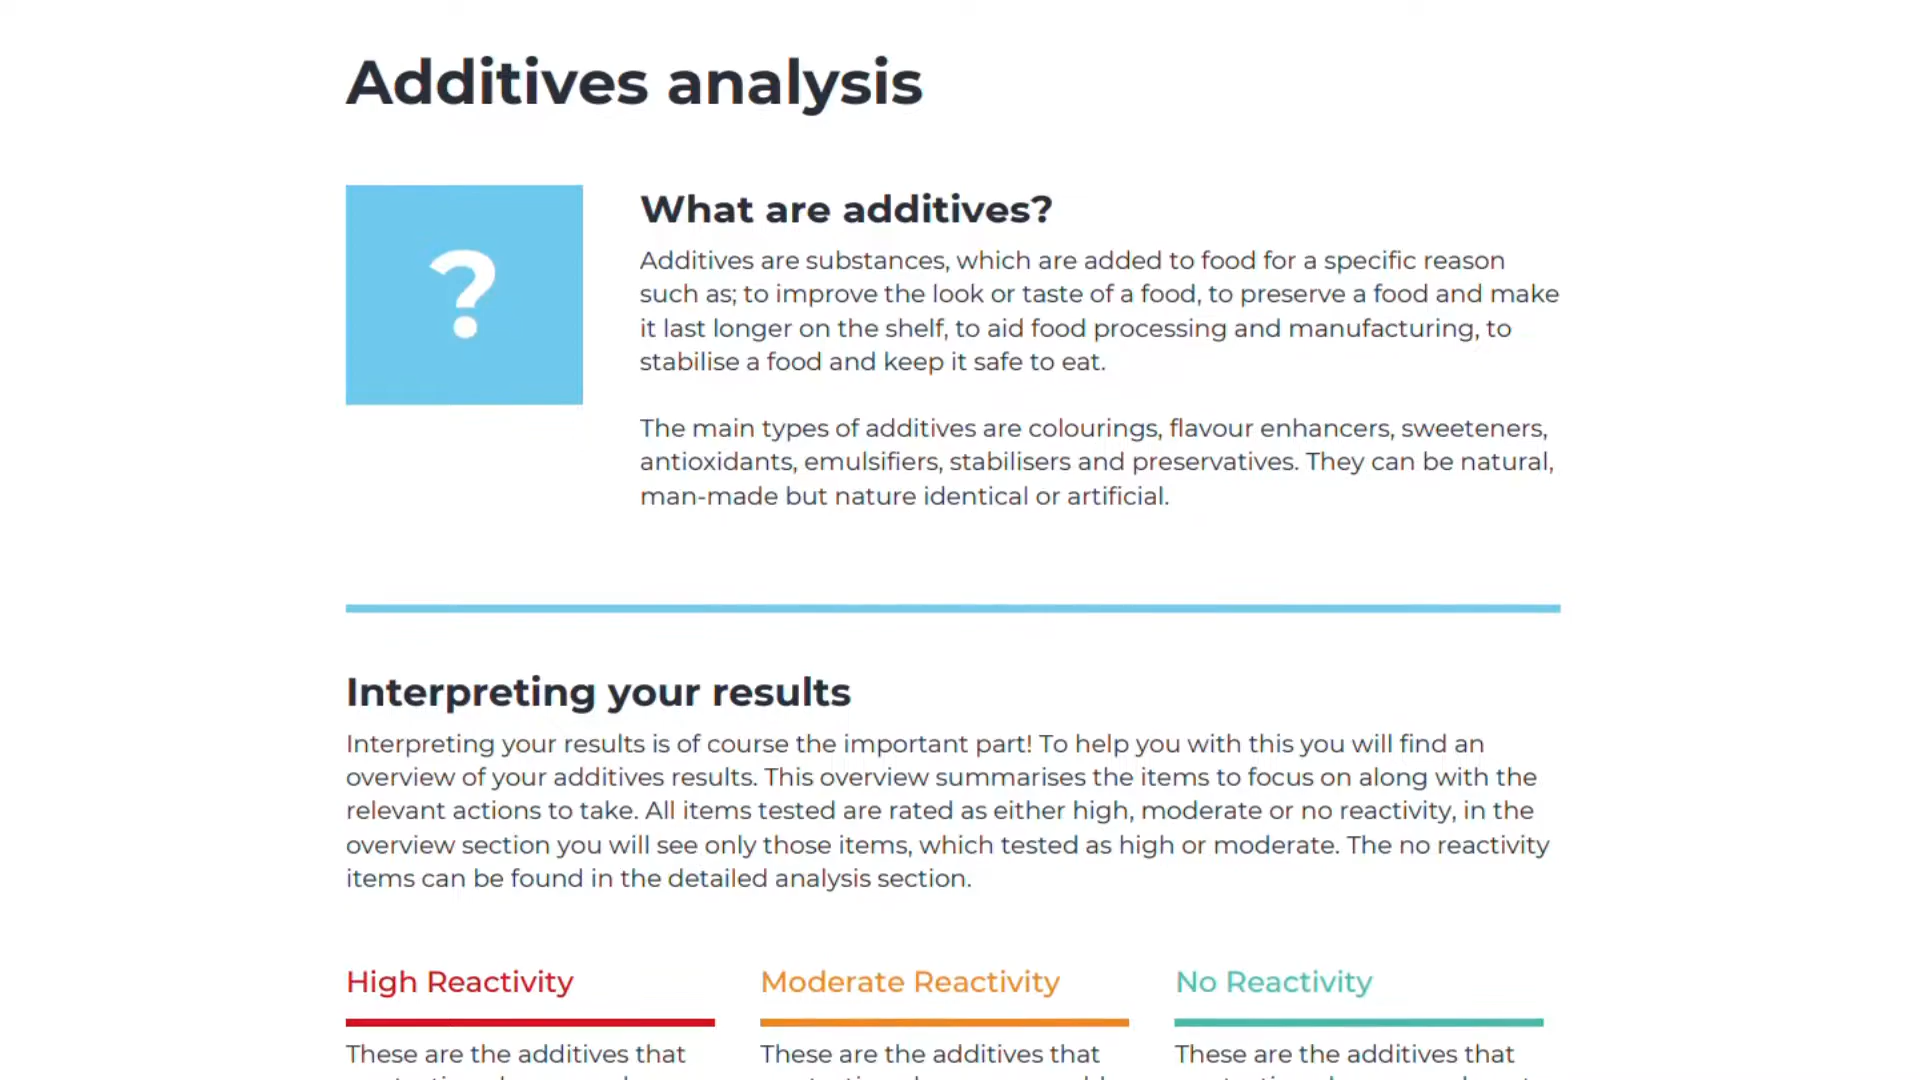 Additives analysis
?
What are additives?
Additives are substances, which are added to food for a specific reason
such as; to improve the look or taste of a food, to preserve a food and make
it last longer on the shelf, to aid food processing and manufacturing, to
stabilise a food and keep it safe to eat.
The main types of additives are colourings, flavour enhancers, sweeteners,
antioxidants, emulsifiers, stabilisers and preservatives. They can be natural,
man-made but nature identical or artificial.
Interpreting your results
Interpreting your results is of course the important part! To help you with this you will find an
overview of your additives results. This overview summarises the items to focus on along with the
relevant actions to take. All items tested are rated as either high, moderate or no reactivity, in the
overview section you will see only those items, which tested as high or moderate. The no reactivity
items can be found in the detailed analysis section.
High Reactivity
These are the additives that
Moderate Reactivity
These are the additives that
No Reactivity
These are the additives that